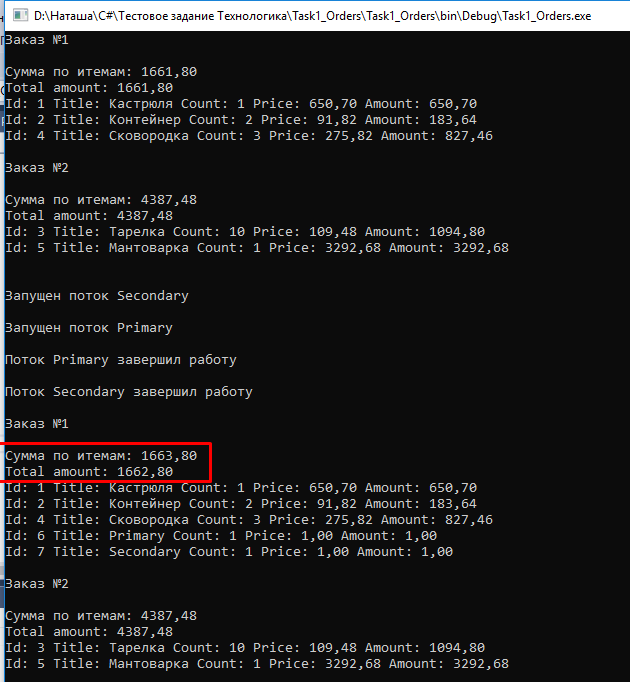 D:\Наташа\C#\Тестовое задание Технологика\Task1_Orders\Task1_Orders\bin\Debug\Task1_Orders.exe
Заказ №1
Сумма по итемам: 1661,80
Total amount: 1661,80
Id: 1 Title: Кастрюля Count: 1 Price: 650,70 Amount: 650,70
Id: 2 Title: Контейнер Count: 2 Price: 91,82 Amount: 183,64
Id: 4 Title: Сковородка Count: 3 Price: 275,82 Amount: 827,46
Заказ №2
Сумма по итемам: 4387,48
Total amount: 4387,48
Id: 3 Title: Тарелка Count: 10 Price: 109,48 Amount: 1094,80
Id: 5 Title: Мантоварка Count: 1 Price: 3292,68 Amount: 3292,68
Запущен поток Secondary
Запущен поток Primary
Поток Primary завершил работу
Поток Secondary завершил работу
Заказ №1
Сумма по итемам: 1663,80
Total amount: 1662,80
Id: 1 Title: Кастрюля Count: 1 Price: 650,70 Amount: 650,70
Id: 2 Title: Контейнер Count: 2 Price: 91,82 Amount: 183,64
Id: 4 Title: Сковородка Count: 3 Price: 275,82 Amount: 827,46
Id: 6 Title: Primary Count: 1 Price: 1,00 Amount: 1,00
Id: 7 Title: Secondary Count: 1 Price: 1,00 Amount: 1,00
Заказ №2
Сумма по итемам: 4387,48
Total amount: 4387,48
Id: 3 Title: Тарелка Count: 10 Price: 109,48 Amount: 1094,80
Id: 5 Title: Мантоварка Count: 1 Price: 3292,68 Amount: 3292,68